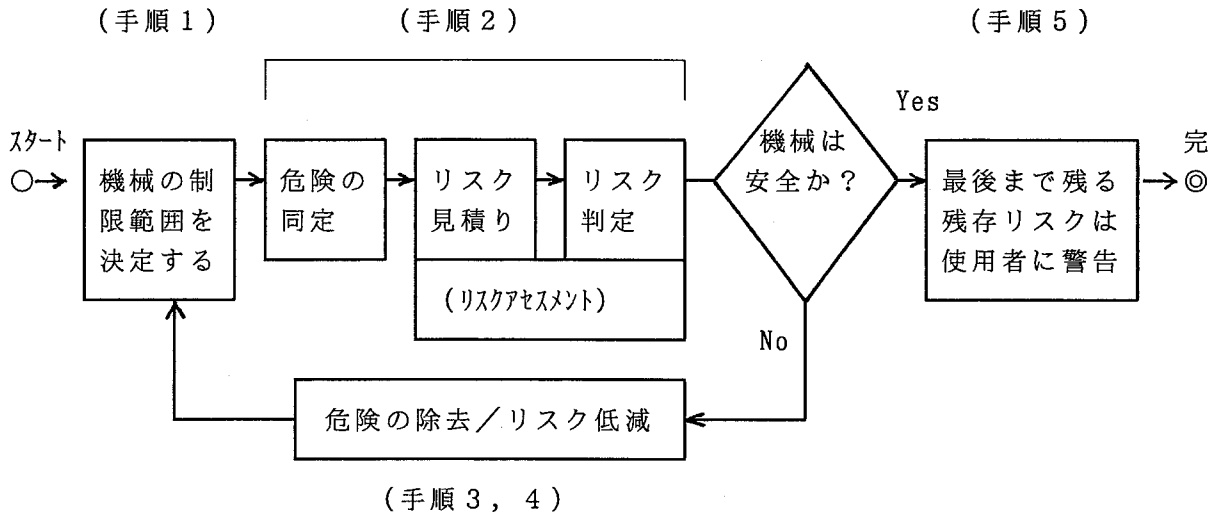 (手順1)
(手順2)
(手順5)
スタート
機械の制
限範囲を
決定する
危険の
同定
リスク
見積り
リスク
判定
(リスクアセスメント)
機械は
安全か?
Yes
No
最後まで残る
残存リスクは
使用者に警告
完
危険の除去/リスク低減
(手順3, 4)